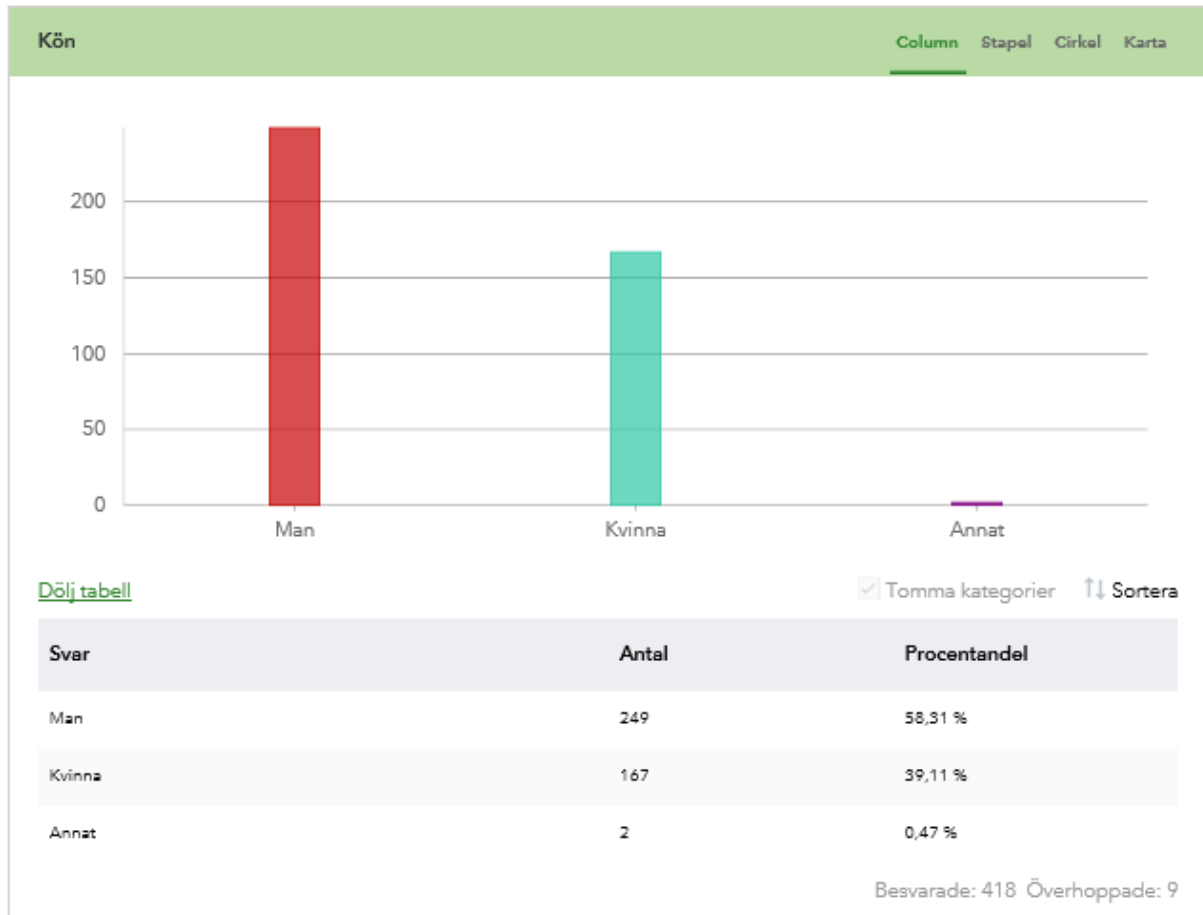 Kön
Column Stapel Cirkel Karta
200
150
100
50
0
Man Kvinna Annat
Dölj tabell Tomma kategorier Sortera
Svar Antal Procentandel
Man 249 58,31 %
Kvinna 167 39,11 %
Annat 2 0,47 %
Besvarade: 418 Överhoppade: 9